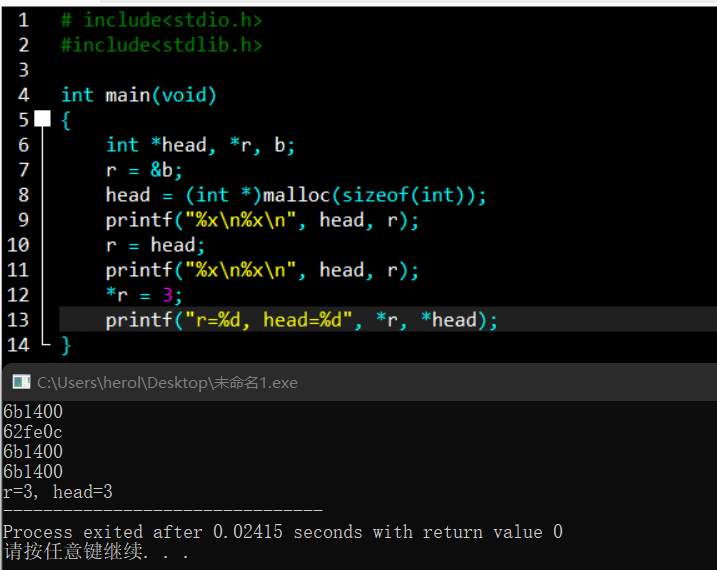 1 # include<stdio.h>
2 #include<stdlib.h>
3
4 int main(void)
5 {
6 int *head, *r, b;
7 r = &b;
8 head = (int *)malloc(sizeof(int));
9 printf("%x\n%x\n", head, r);
10 r = head;
11 printf("%x\n%x\n", head, r);
12 *r = 3;
13 printf("r=%d, head=%d", *r, *head);
14 }
C:\Users\herol\Desktop\未命名1.exe
6b1400
62fe0c
6b1400
6b1400
r=3, head=3
--------------------------------
Process exited after 0.02415 seconds with return value 0
请按任意键继续. . .